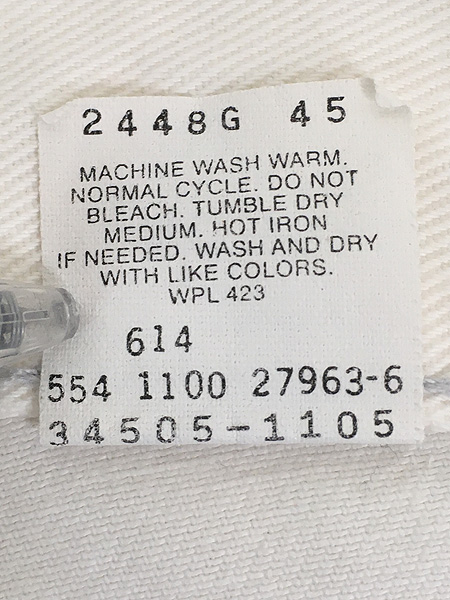 2448G 45
MACHINE WASH WARM.
NORMAL CYCLE. DO NOT
BLEACH. TUMBLE DRY
MEDIUM. HOT IRON
IF NEEDED. WASH AND DRY
WITH LIKE COLORS.
WPL 423
614
554 1100 27963-6
34505-1105